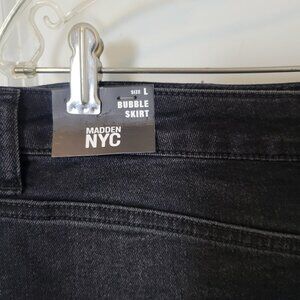 SIZE L
BUBBLE
SKIRT
MADDEN
NYC